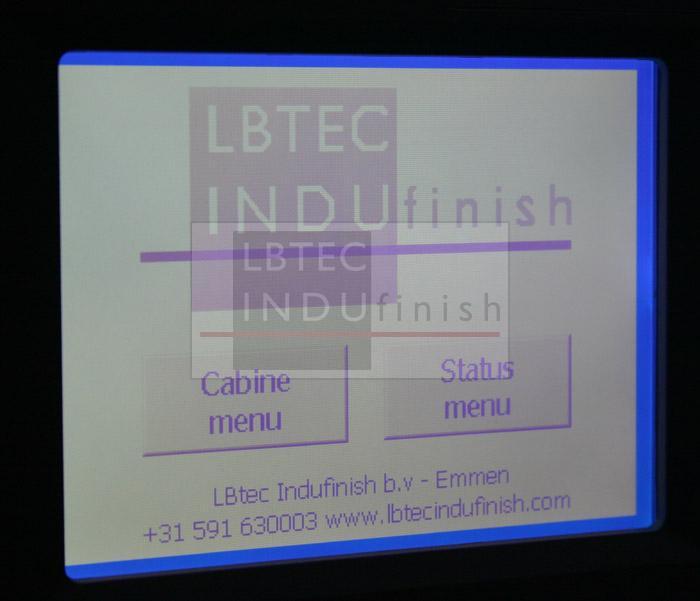 LBTEC
INDUfinish
LBTEC
INDUfinish
Cabine
menu
Status
menu
LBtec Indufinish b.v - Emmen
+31 591 630003 www.lbtecindufinish.com